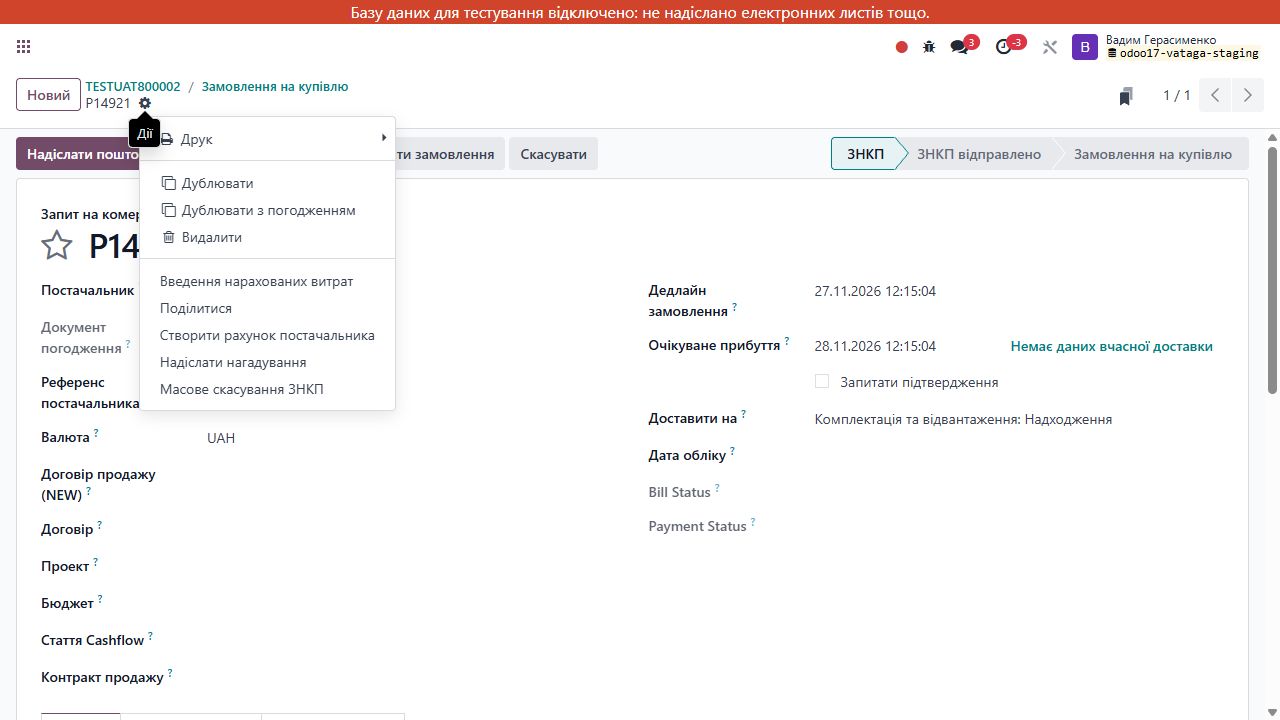 Базу даних для тестування відключено: не надіслано електронних листів тощо.
3
-3
B
Вадим Герасименко
odoo17-vataga-staging
Новий
TESTUAT800002 / Замовлення на купівлю
P14921
1 / 1
Дії
Друк
Дублювати
Дублювати з погодженням
Видалити
Введення нарахованих витрат
Поділитися
Створити рахунок постачальника
Надіслати нагадування
Масове скасування ЗНКП
Надіслати
замовлення
Скасувати
ЗНКП
ЗНКП відправлено
Замовлення на купівлю
Запит на
P14
Постачальник
Документ
погодження ?
Референс
постачальника
Валюта ?
UAH
Договір продажу
(NEW) ?
Договір ?
Проект ?
Бюджет ?
Стаття Cashflow ?
Контракт продажу ?
Дедлайн
замовлення ?
27.11.2026 12:15:04
Очікуване прибуття ?
28.11.2026 12:15:04
Немає даних вчасної доставки
Запитати підтвердження
Доставити на ?
Комплектація та відвантаження: Надходження
Дата обліку ?
Bill Status ?
Payment Status ?